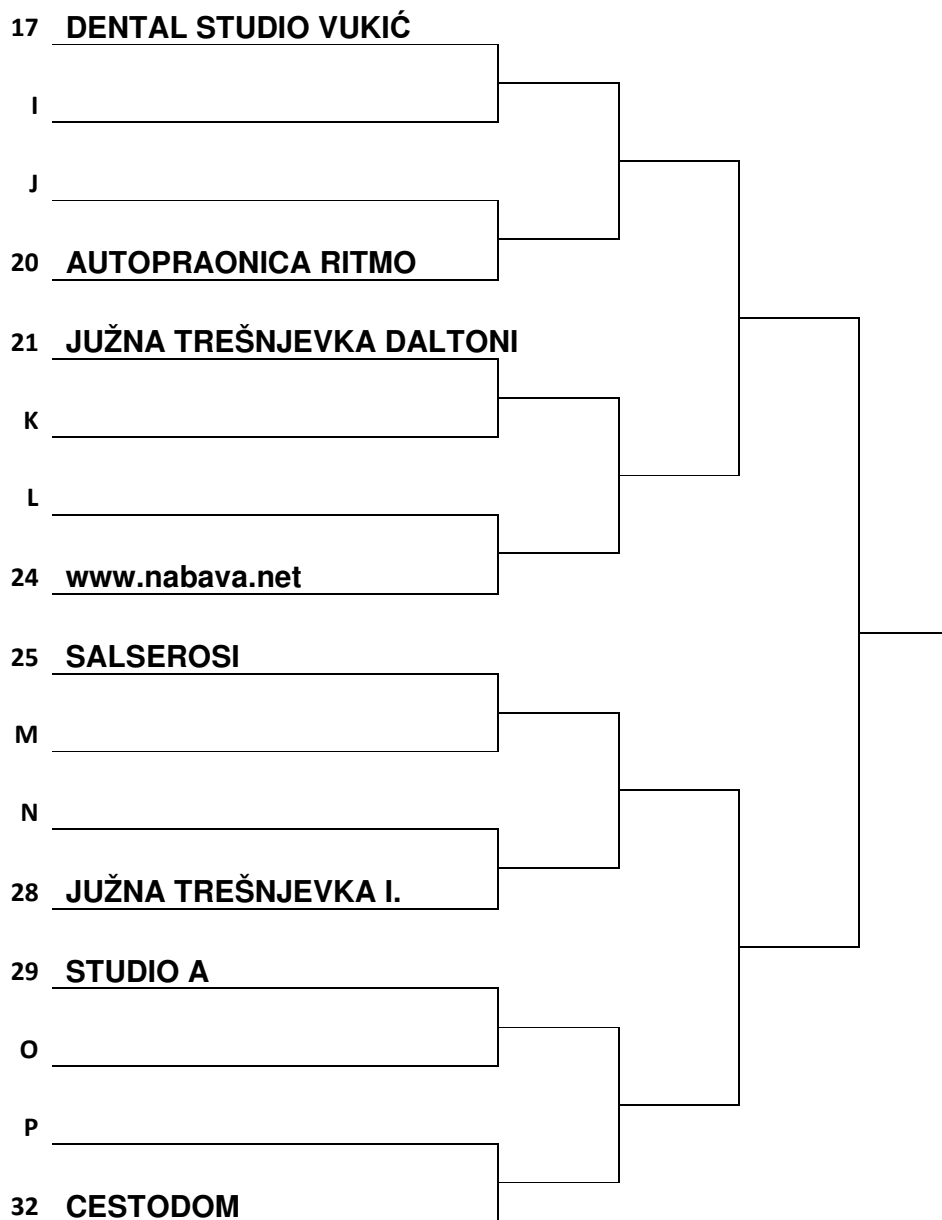 17 DENTAL STUDIO VUKIĆ
I
J
20 AUTOPRAONICA RITMO
21 JUŽNA TREŠNJEVKA DALTONI
K
L
24 www.nabava.net
25 SALSEROSI
M
N
28 JUŽNA TREŠNJEVKA I.
29 STUDIO A
O
P
32 CESTODOM